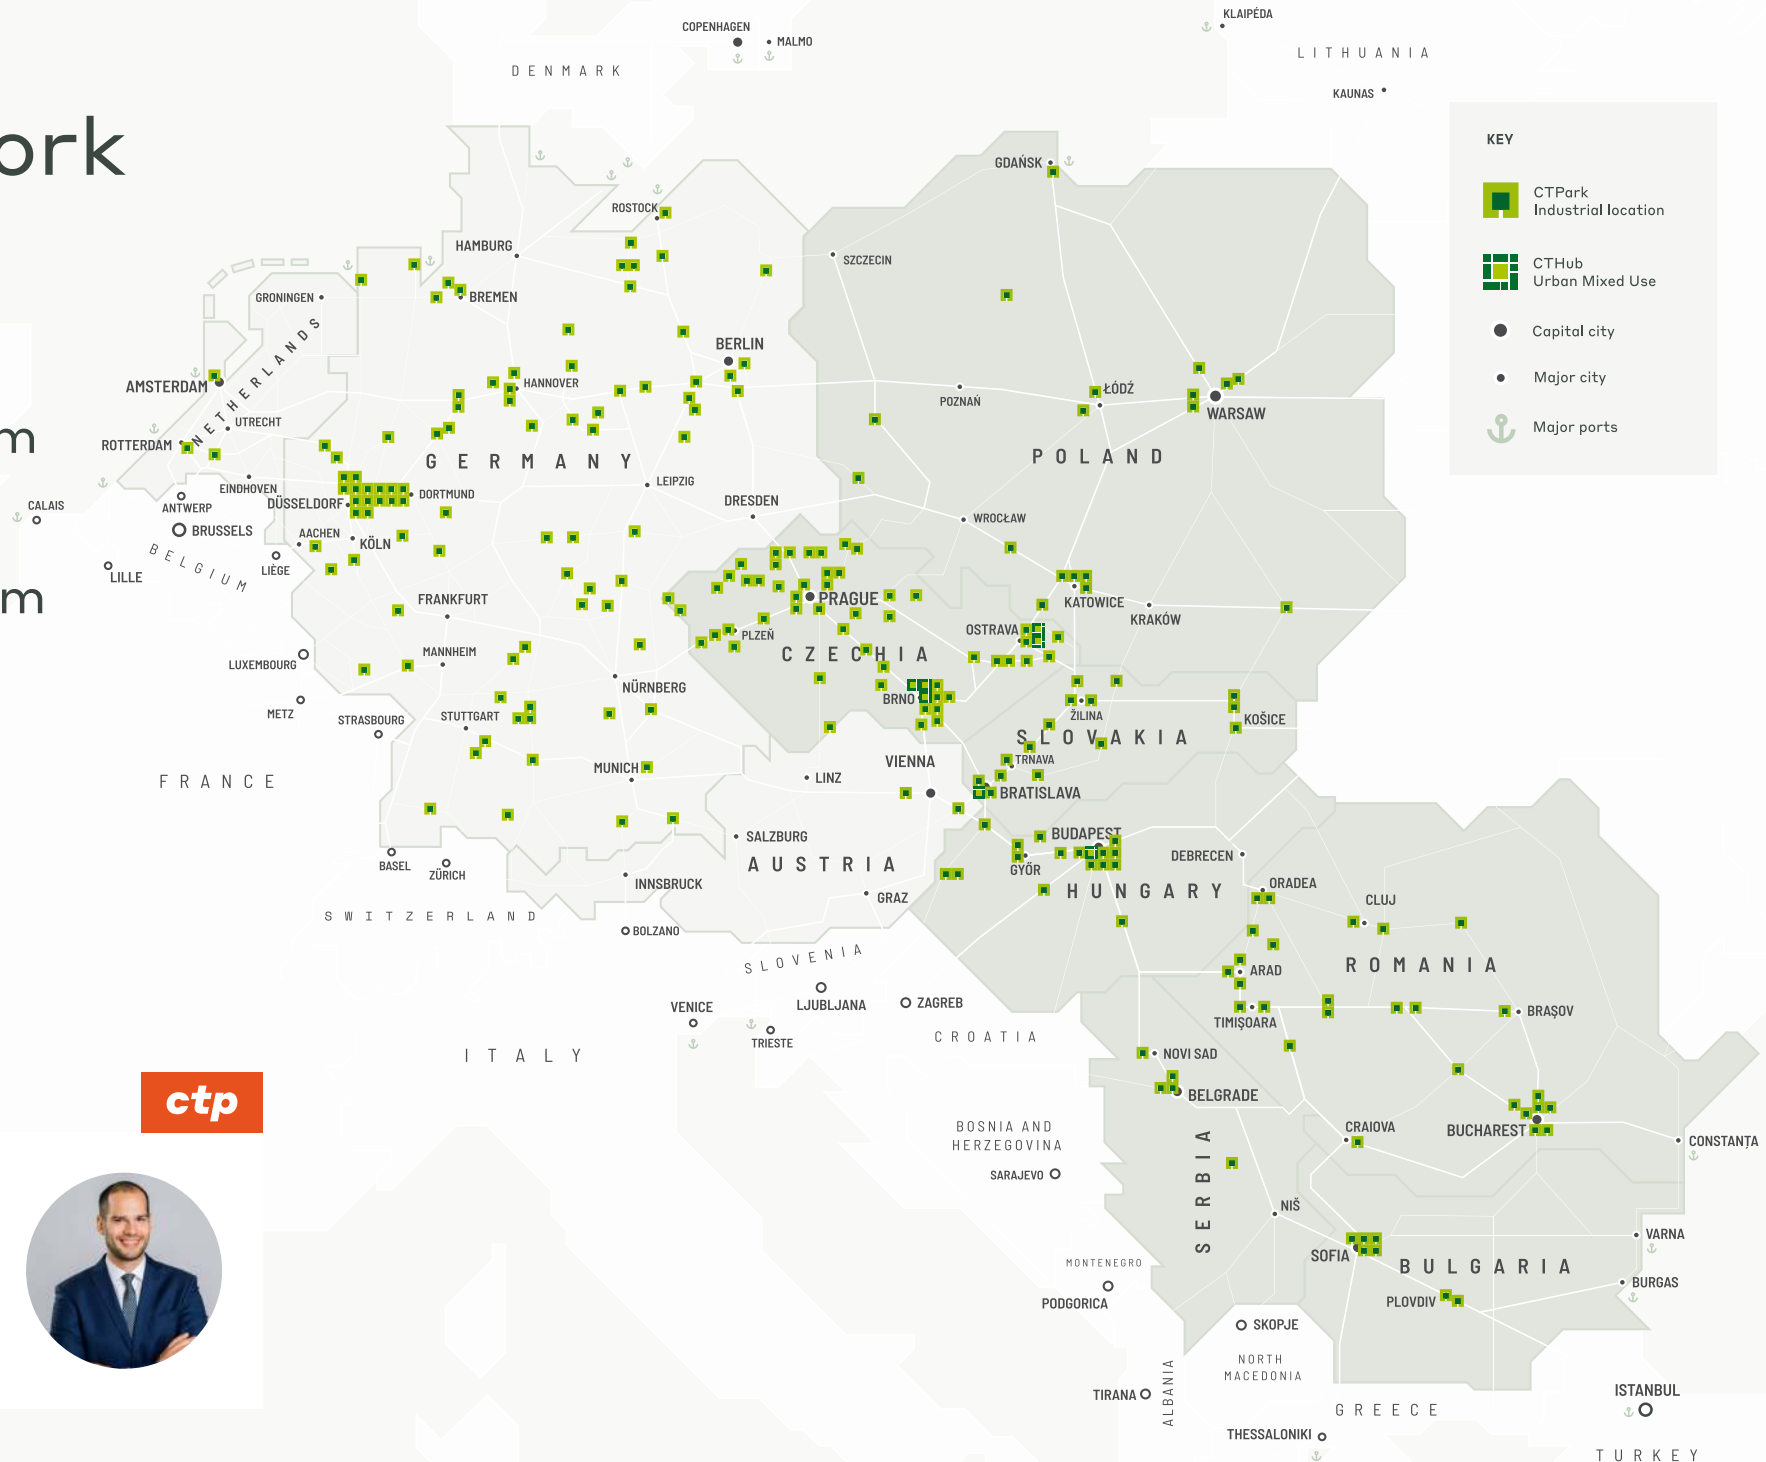 ork
m
m
COPENHAGEN
MALMO
DENMARK
KLAIPÉDA
LITHUANIA
KAUNAS
KEY
CTPark
Industrial location
CTHub
Urban Mixed Use
Capital city
Major city
Major ports
GDAŃSK
ROSTOCK
HAMBURG
SZCZECIN
GRONINGEN
BREMEN
NETHERLANDS
BERLIN
AMSTERDAM
HANNOVER
POZNAŃ
ŁÓDŹ
WARSAW
UTRECHT
ROTTERDAM
GERMANY
POLAND
EINDHOVEN
LEIPZIG
DORTMUND
DÜSSELDORF
DRESDEN
CALAIS
ANTWERP
BRUSSELS
WROCŁAW
AACHEN
KÖLN
BELGIUM
LIÈGE
LILLE
FRANKFURT
PRAGUE
KATOWICE
KRAKÓW
OSTRAVA
PLZEŇ
CZECHIA
MANNHEIM
LUXEMBOURG
NÜRNBERG
BRNO
METZ
STRASBOURG
STUTTGART
ŽILINA
KOŠICE
SLOVAKIA
VIENNA
TRNAVA
FRANCE
MUNICH
LINZ
BRATISLAVA
SALZBURG
BUDAPEST
DEBRECEN
BASEL
ZÜRICH
AUSTRIA
GYŐR
INNSBRUCK
GRAZ
HUNGARY
ORADEA
CLUJ
SWITZERLAND
BOLZANO
SLOVENIA
ROMANIA
ARAD
LJUBLJANA
ZAGREB
VENICE
TRIESTE
CROATIA
TIMIȘOARA
BRAȘOV
ITALY
NOVI SAD
BELGRADE
ctp
BOSNIA AND
HERZEGOVINA
CRAIOVA
BUCHAREST
CONSTANȚA
SARAJEVO
SERBIA
NIŠ
VARNA
SOFIA
BULGARIA
MONTENEGRO
BURGAS
PODGORICA
PLOVDIV
SKOPJE
NORTH
MACEDONIA
TIRANA
ALBANIA
ISTANBUL
GREECE
THESSALONIKI
TURKEY